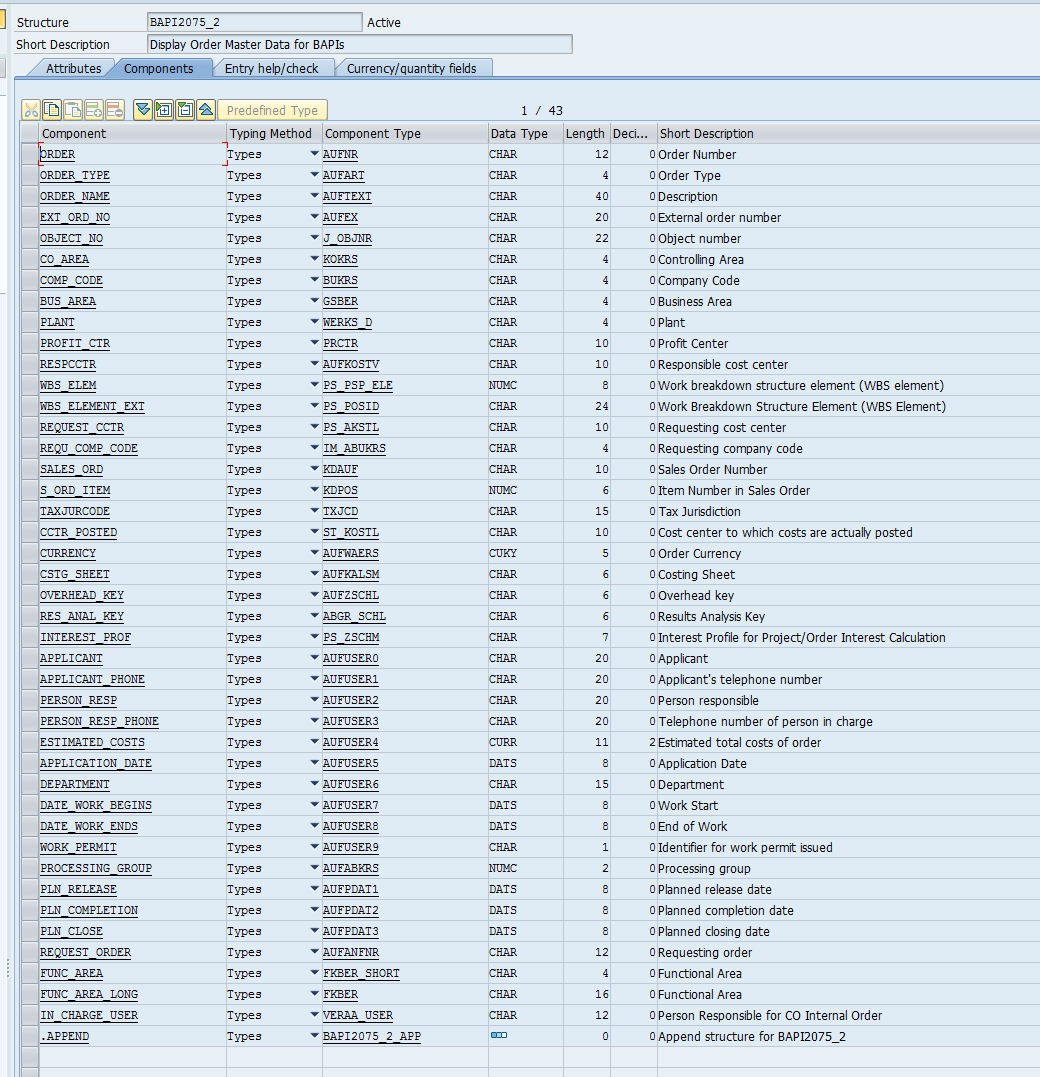 Structure BAPI2075_2 Active
Short Description Display Order Master Data for BAPIs
Attributes Components Entry help/check Currency/quantity fields
Predefined Type 1 / 43
Component Typing Method Component Type Data Type Length Deci... Short Description
ORDER Types AUFNR CHAR 12 0 Order Number
ORDER_TYPE Types AUFART CHAR 4 0 Order Type
ORDER_NAME Types AUFTEXT CHAR 40 0 Description
EXT_ORD_NO Types AUFEX CHAR 20 0 External order number
OBJECT_NO Types J_OBJNR CHAR 22 0 Object number
CO_AREA Types KOKRS CHAR 4 0 Controlling Area
COMP_CODE Types BUKRS CHAR 4 0 Company Code
BUS_AREA Types GSBER CHAR 4 0 Business Area
PLANT Types WERKS_D CHAR 4 0 Plant
PROFIT_CTR Types PRCTR CHAR 10 0 Profit Center
RESPCCTR Types AUFKOSTV CHAR 10 0 Responsible cost center
WBS_ELEM Types PS_PSP_ELE NUMC 8 0 Work breakdown structure element (WBS element)
WBS_ELEMENT_EXT Types PS_POSID CHAR 24 0 Work Breakdown Structure Element (WBS Element)
REQUEST_CCTR Types PS_AKSTL CHAR 10 0 Requesting cost center
REQU_COMP_CODE Types IM_ABUKRS CHAR 4 0 Requesting company code
SALES_ORD Types KDAUF CHAR 10 0 Sales Order Number
S_ORD_ITEM Types KDPOS NUMC 6 0 Item Number in Sales Order
TAXJURCODE Types TXJCD CHAR 15 0 Tax Jurisdiction
CCTR_POSTED Types ST_KOSTL CHAR 10 0 Cost center to which costs are actually posted
CURRENCY Types AUFWAERS CUKY 5 0 Order Currency
CSTG_SHEET Types AUFKALSM CHAR 6 0 Costing Sheet
OVERHEAD_KEY Types AUFZSCHL CHAR 6 0 Overhead key
RES_ANAL_KEY Types ABGR_SCHL CHAR 6 0 Results Analysis Key
INTEREST_PROF Types PS_ZSCHM CHAR 7 0 Interest Profile for Project/Order Interest Calculation
APPLICANT Types AUFUSER0 CHAR 20 0 Applicant
APPLICANT_PHONE Types AUFUSER1 CHAR 20 0 Applicant's telephone number
PERSON_RESP Types AUFUSER2 CHAR 20 0 Person responsible
PERSON_RESP_PHONE Types AUFUSER3 CHAR 20 0 Telephone number of person in charge
ESTIMATED_COSTS Types AUFUSER4 CURR 11 2 Estimated total costs of order
APPLICATION_DATE Types AUFUSER5 DATS 8 0 Application Date
DEPARTMENT Types AUFUSER6 CHAR 15 0 Department
DATE_WORK_BEGINS Types AUFUSER7 DATS 8 0 Work Start
DATE_WORK_ENDS Types AUFUSER8 DATS 8 0 End of Work
WORK_PERMIT Types AUFUSER9 CHAR 1 0 Identifier for work permit issued
PROCESSING_GROUP Types AUFABKRS NUMC 2 0 Processing group
PLN_RELEASE Types AUFPDAT1 DATS 8 0 Planned release date
PLN_COMPLETION Types AUFPDAT2 DATS 8 0 Planned completion date
PLN_CLOSE Types AUFPDAT3 DATS 8 0 Planned closing date
REQUEST_ORDER Types AUFANFNR CHAR 12 0 Requesting order
FUNC_AREA Types FKBER_SHORT CHAR 4 0 Functional Area
FUNC_AREA_LONG Types FKBER CHAR 16 0 Functional Area
IN_CHARGE_USER Types VERAA_USER CHAR 12 0 Person Responsible for CO Internal Order
.APPEND Types BAPI2075_2_APP 0 0 Append structure for BAPI2075_2